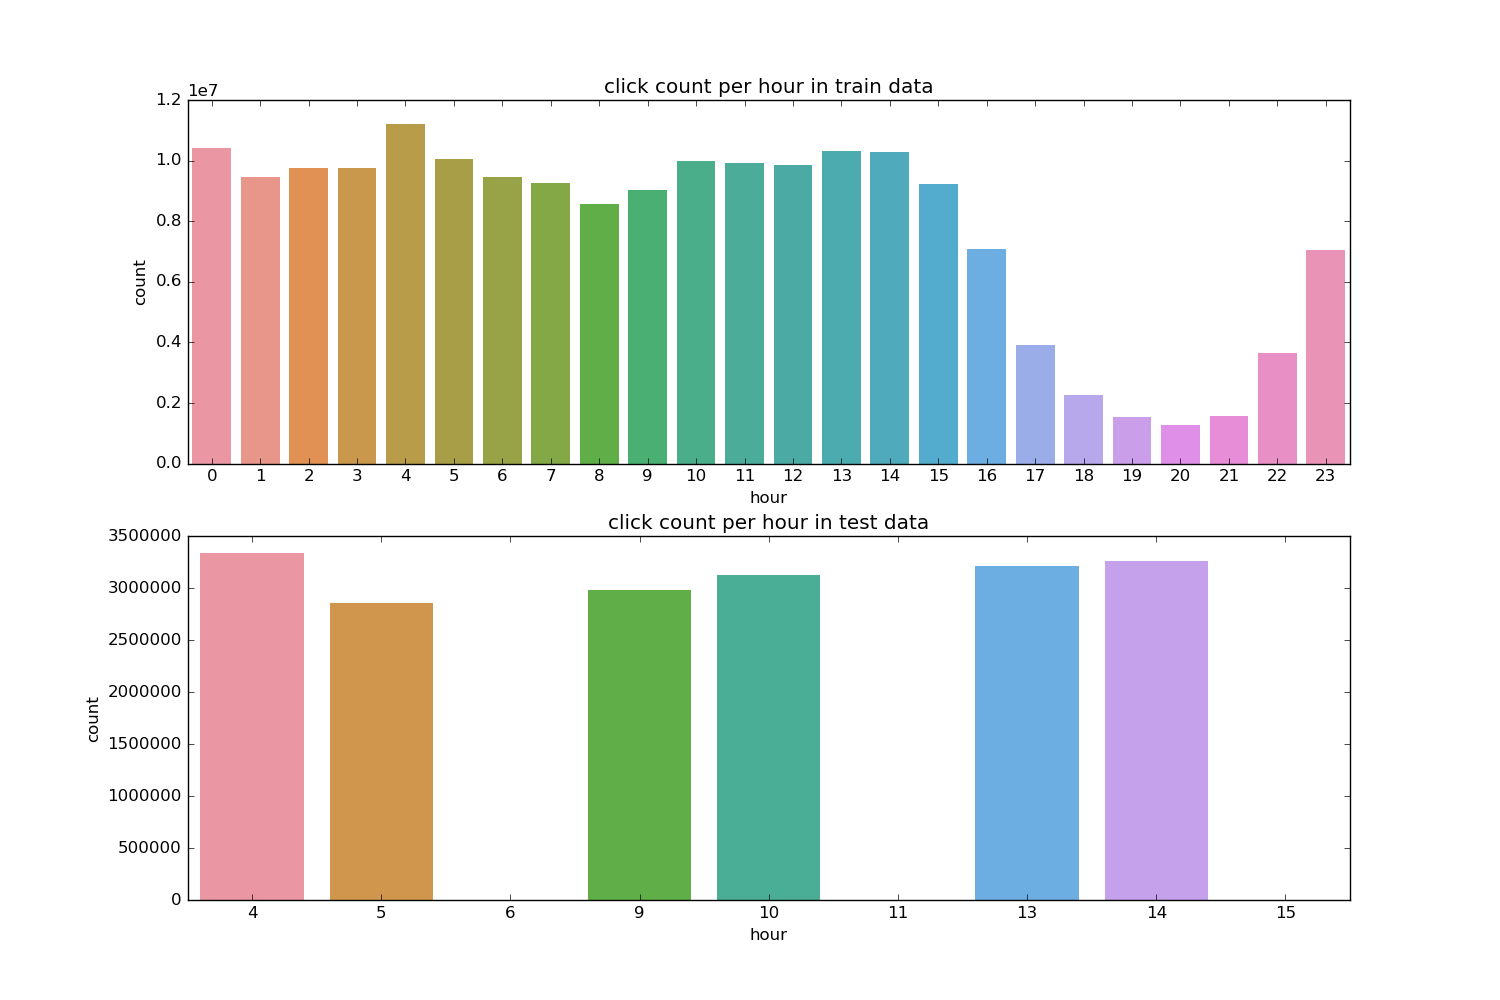 click count per hour in train data
1e7
1.2
1.0
0.8
0.6
0.4
0.2
0.0
count
0 1 2 3 4 5 6 7 8 9 10 11 12 13 14 15 16 17 18 19 20 21 22 23
hour
click count per hour in test data
3500000
3000000
2500000
2000000
1500000
1000000
500000
0
count
4 5 6 9 10 11 13 14 15
hour